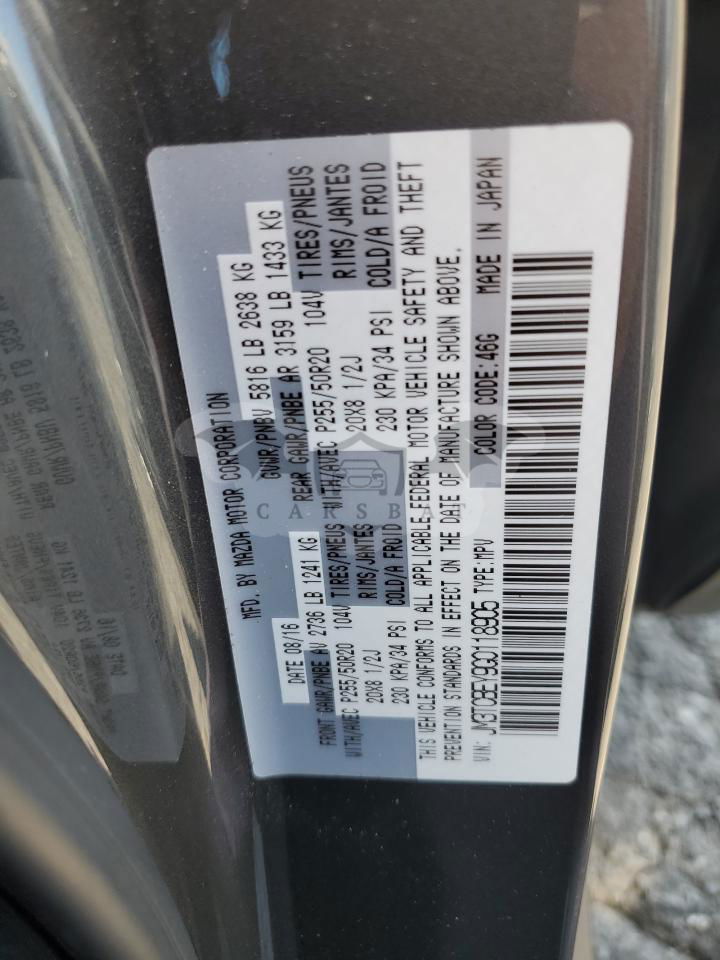 MFD. BY MAZDA MOTOR CORPORATION
DATE 08/16 GVWR/PNBV 5816 LB 2638 KG
FRONT GAWR/PNBE AV 2736 LB 1241 KG REAR GAWR/PNBE AR 3159 LB 1433 KG
WITH/AVEC P255/50R20 104V TIRES/PNEUS WITH/AVEC P255/50R20 104V TIRES/PNEUS
20X8 1/2J RIMS/JANTES 20X8 1/2J RIMS/JANTES
230 KPA/34 PSI COLD/A FROID 230 KPA/34 PSI COLD/A FROID
THIS VEHICLE CONFORMS TO ALL APPLICABLE FEDERAL MOTOR VEHICLE SAFETY AND THEFT
PREVENTION STANDARDS IN EFFECT ON THE DATE OF MANUFACTURE SHOWN ABOVE.
VIN: JM3TC9EY9G0118905 TYPE:MPV COLOR CODE:46G MADE IN JAPAN
CARSBAT